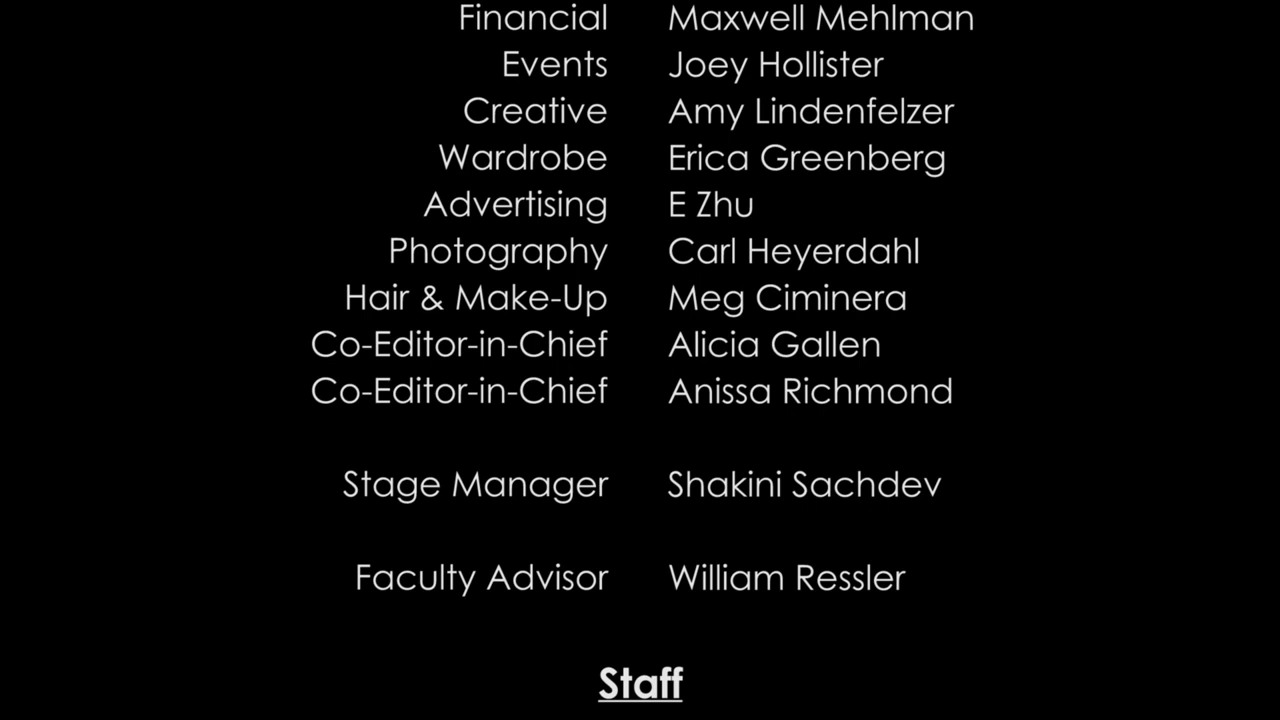 Financial Maxwell Mehlman
Events Joey Hollister
Creative Amy Lindenfelzer
Wardrobe Erica Greenberg
Advertising E Zhu
Photography Carl Heyerdahl
Hair & Make-Up Meg Ciminera
Co-Editor-in-Chief Alicia Gallen
Co-Editor-in-Chief Anissa Richmond
Stage Manager Shakini Sachdev
Faculty Advisor William Ressler
Staff